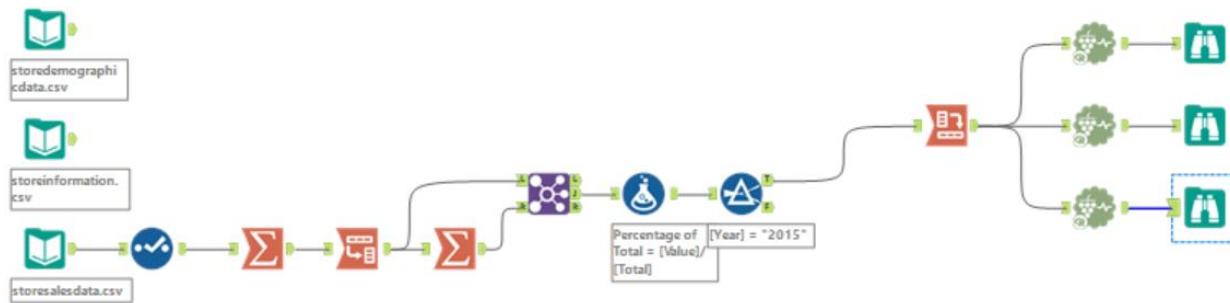 storedemographi
cdata.csv
storeinformation.
csv
storesalesdata.csv
L
R
L
J
R
Percentage of
Total = [Value]/
[Total]
T
F
[Year] = "2015"